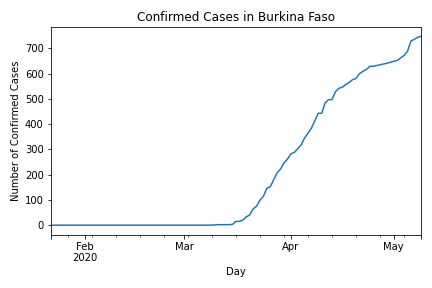 Confirmed Cases in Burkina Faso
Number of Confirmed Cases
700
600
500
400
300
200
100
0
Feb
2020
Mar
Apr
May
Day